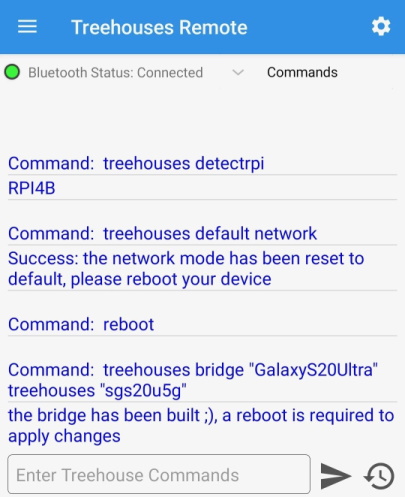 Treehouses Remote
Bluetooth Status: Connected Commands
Command: treehouses detectrpi
RPI4B
Command: treehouses default network
Success: the network mode has been reset to
default, please reboot your device
Command: reboot
Command: treehouses bridge "GalaxyS20Ultra"
treehouses "sgs20u5g"
the bridge has been built ;), a reboot is required to
apply changes
Enter Treehouse Commands